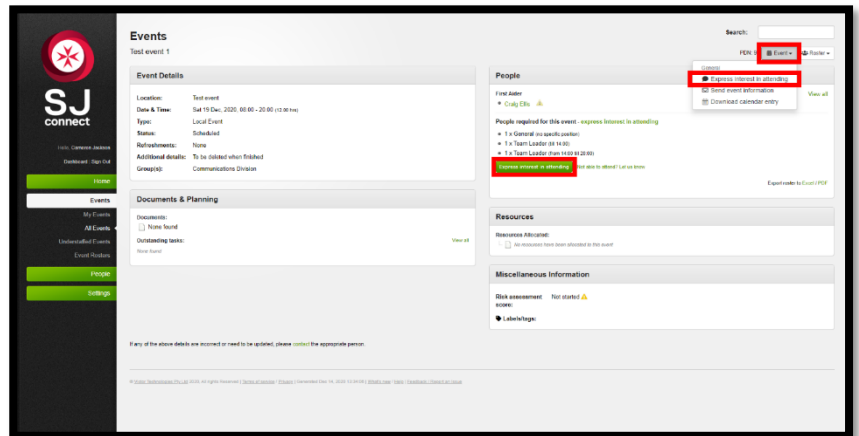 SJ
connect
Hello, Cameron Jackson
Dashboard · Sign Out
Home
Events
My Events
All Events
Understaffed Events
Event Rosters
People
Settings
Events
Test event 1
Search:
Event
Roster
General
Express interest in attending
Send event information
Download calendar entry
Event Details
Location: Test event
Date & Time: Sat 19 Dec, 2020, 08:00 - 20:00 (12.00 hrs)
Type: Local Event
Status: Scheduled
Refreshments: None
Additional details: To be deleted when finished
Group(s): Communications Division
Documents & Planning
Documents:
None found
Outstanding tasks: View all
None found
People
First Aider View all
Craig Ellis
People required for this event - express interest in attending
1 x General (no specific position)
1 x Team Leader (til 14:00)
1 x Team Leader (from 14:00 til 20:00)
Express interest in attending Not able to attend? Let us know
Export roster to Excel / PDF
Resources
Resources Allocated:
No resources have been allocated to this event
Miscellaneous Information
Risk assessment score: Not started
Labels/tags:
If any of the above details are incorrect or need to be updated, please contact the appropriate person.